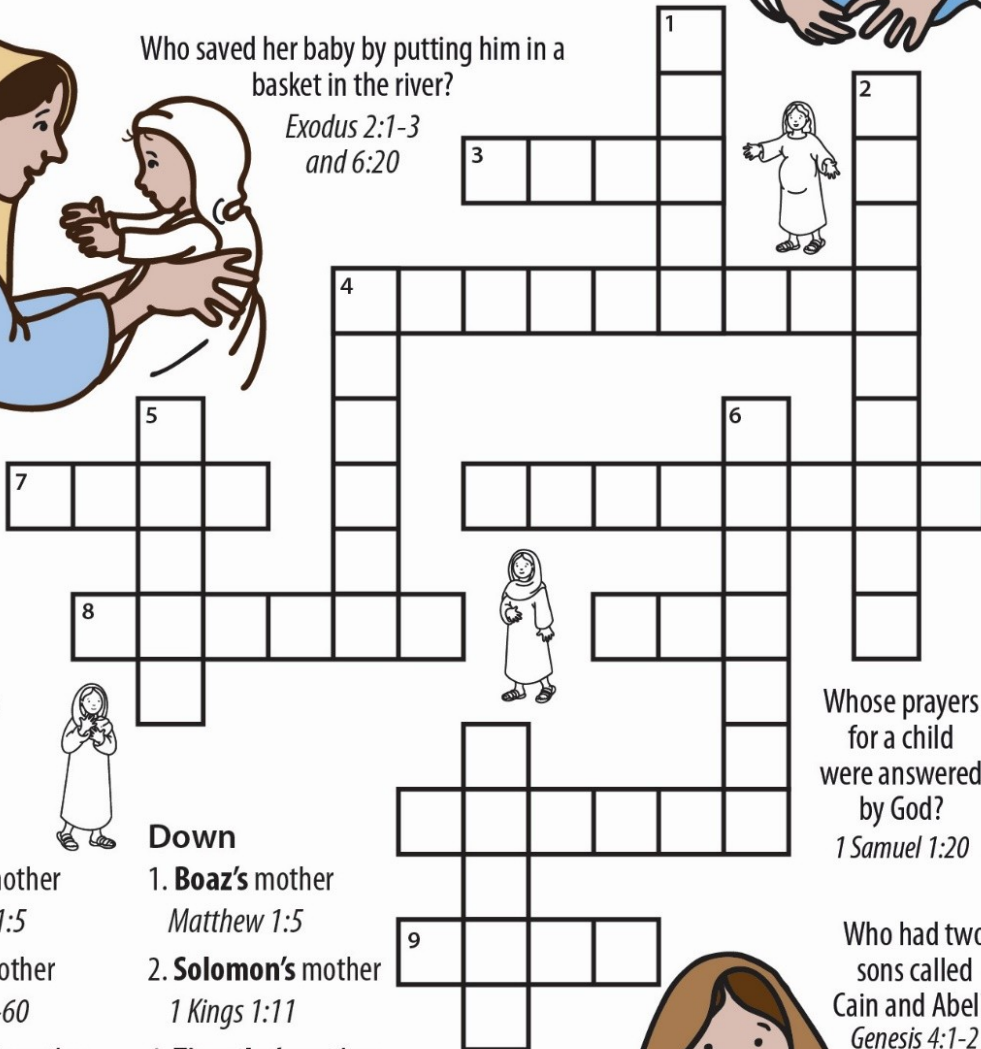 Who saved her baby by putting him in a
basket in the river?
Exodus 2:1-3
and 6:20
1
2
3
4
5
6
7
8
9
Whose prayers
for a child
were answered
by God?
1 Samuel 1:20
Down
1. Boaz's mother
Matthew 1:5
2. Solomon's mother
1 Kings 1:11
Who had two
sons called
Cain and Abel
Genesis 4:1-2